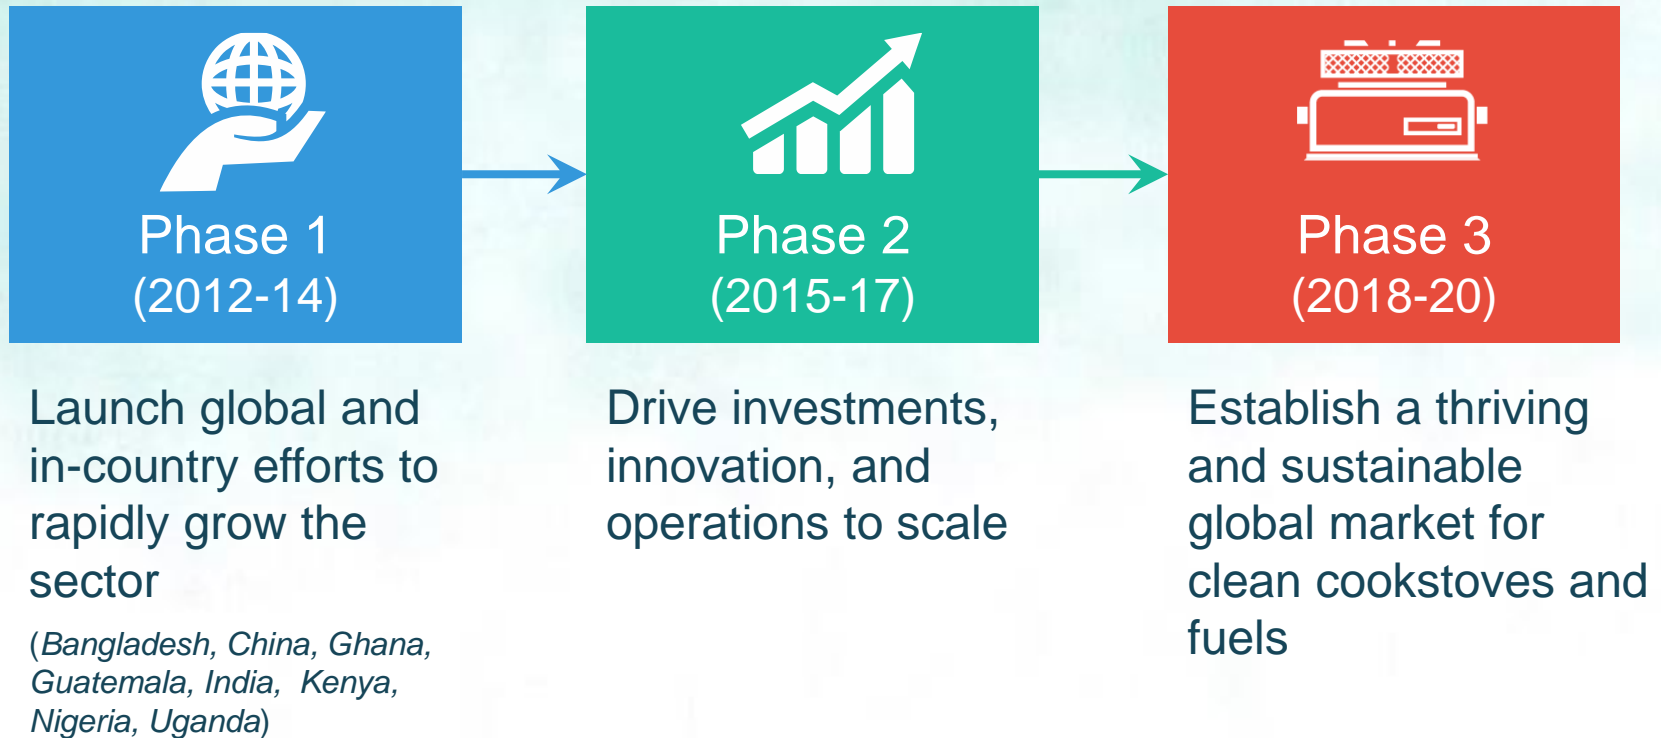 Phase 1
(2012-14)
Launch global and
in-country efforts to
rapidly grow the
sector
(Bangladesh, China, Ghana,
Guatemala, India,  Kenya,
Nigeria, Uganda)
Phase 2
(2015-17)
Drive investments,
innovation, and
operations to scale
Phase 3
(2018-20)
Establish a thriving
and sustainable
global market for
clean cookstoves and
fuels